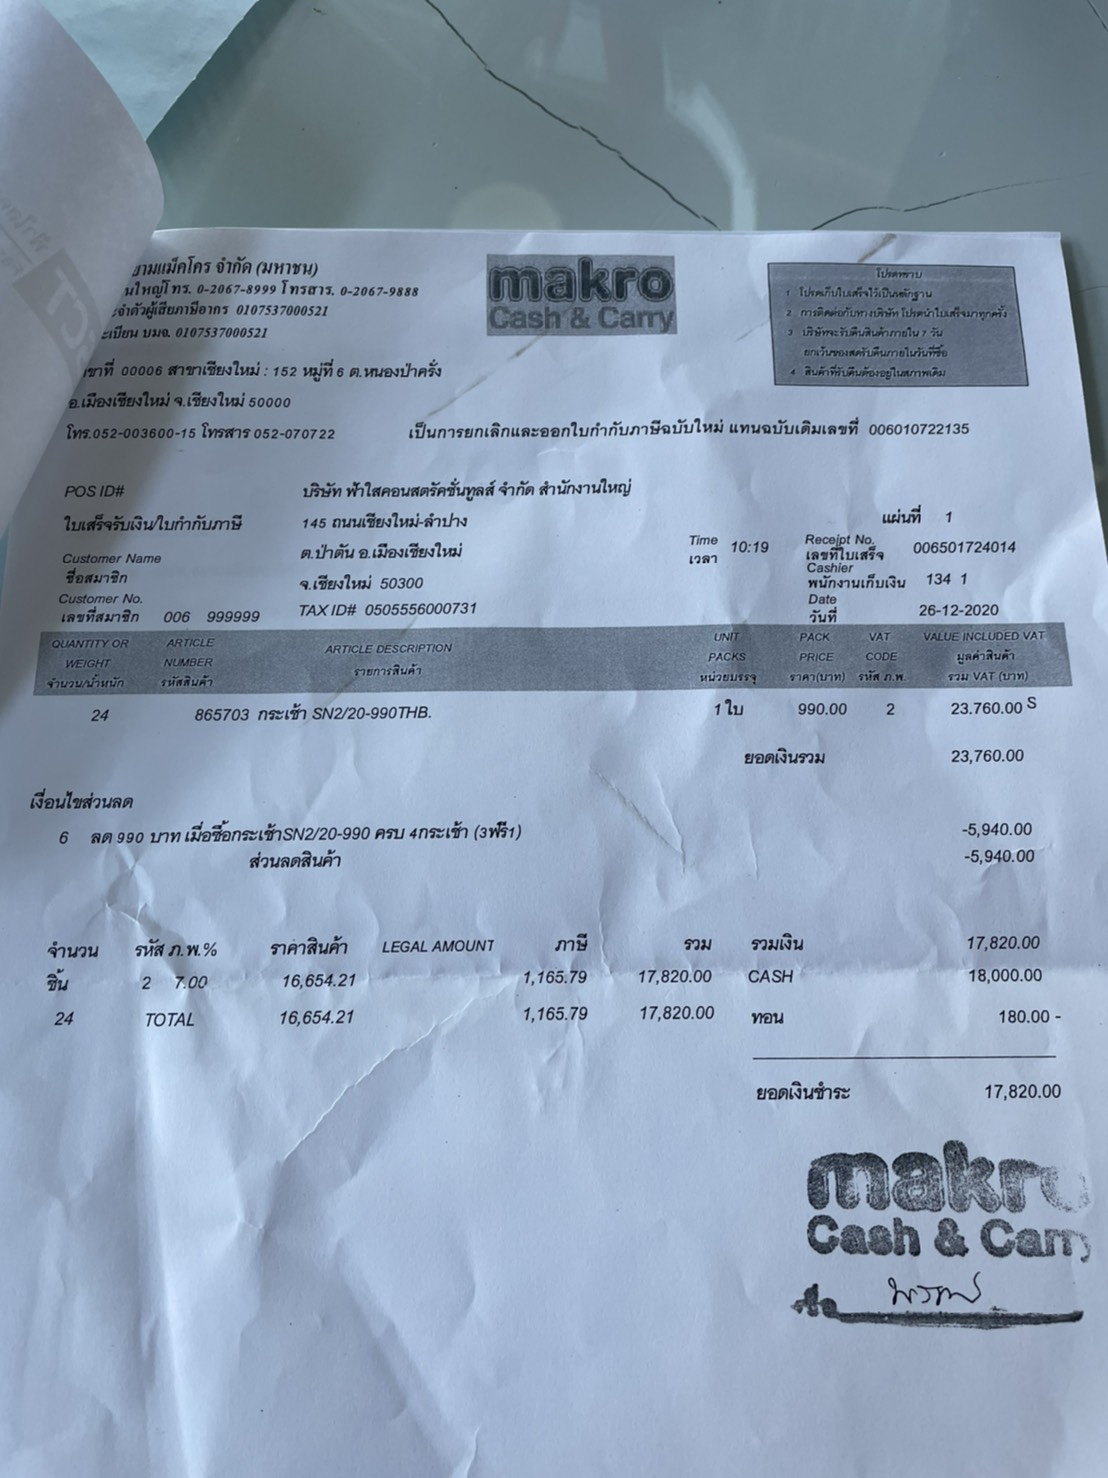 ยามแม็คโคร จำกัด (มหาชน)
นใหญ่โทร. 0-2067-8999 โทรสาร. 0-2067-9888
ะจำตัวผู้เสียภาษีอากร 0107537000521
ะเบียน บมจ. 0107537000521
makro
Cash & Carry
โปรดทราบ
1 โปรดเก็บใบเสร็จไว้เป็นหลักฐาน
2 การติดต่อกับทางบริษัท โปรดนำใบเสร็จมาทุกครั้ง
3 บริษัทจะรับคืนสินค้าภายใน 7 วัน
ยกเว้นของสดรับคืนภายในวันที่ซื้อ
4 สินค้าที่รับคืนต้องอยู่ในสภาพเดิม
ขาที่ 00006 สาขาเชียงใหม่ : 152 หมู่ที่ 6 ต.หนองป่าครั่ง
อ.เมืองเชียงใหม่ จ.เชียงใหม่ 50000
โทร.052-003600-15 โทรสาร 052-070722 เป็นการยกเลิกและออกใบกำกับภาษีฉบับใหม่ แทนฉบับเดิมเลขที่ 006010722135
POS ID# บริษัท ฟ้าใสคอนสตรัคชั่นทูลส์ จำกัด สำนักงานใหญ่
ใบเสร็จรับเงิน/ใบกำกับภาษี 145 ถนนเชียงใหม่-ลำปาง แผ่นที่ 1
Customer Name
ชื่อสมาชิก ต.ป่าตัน อ.เมืองเชียงใหม่
Time
เวลา 10:19
Receipt No.
เลขที่ใบเสร็จ 006501724014
จ.เชียงใหม่ 50300
Cashier
พนักงานเก็บเงิน 134 1
Customer No.
เลขที่สมาชิก 006 999999 TAX ID# 0505556000731
Date
วันที่ 26-12-2020
QUANTITY OR ARTICLE ARTICLE DESCRIPTION UNIT PACK VAT VALUE INCLUDED VAT
WEIGHT NUMBER รายการสินค้า PACKS PRICE CODE มูลค่าสินค้า
จำนวน/น้ำหนัก รหัสสินค้า หน่วยบรรจุ ราคา(บาท) รหัส ภ.พ. รวม VAT (บาท)
24 865703 กระเช้า SN2/20-990THB. 1 ใบ 990.00 2 23.760.00 S
ยอดเงินรวม 23,760.00
เงื่อนไขส่วนลด
6 ลด 990 บาท เมื่อซื้อกระเช้าSN2/20-990 ครบ 4กระเช้า (3ฟรี1) -5,940.00
ส่วนลดสินค้า -5,940.00
จำนวน รหัส ภ.พ.% ราคาสินค้า LEGAL AMOUNT ภาษี รวม รวมเงิน 17,820.00
ชิ้น 2 7.00 16,654.21 1,165.79 17,820.00 CASH 18,000.00
24 TOTAL 16,654.21 1,165.79 17,820.00 ทอน 180.00 -
ยอดเงินชำระ 17,820.00
makro
Cash & Carry
ชื่อ